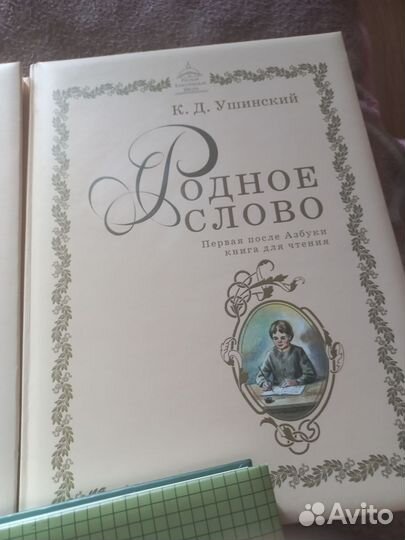 К. Д. Ушинский
РОДНОЕ
СЛОВО
Первая после Азбуки
книга для чтения
Avito